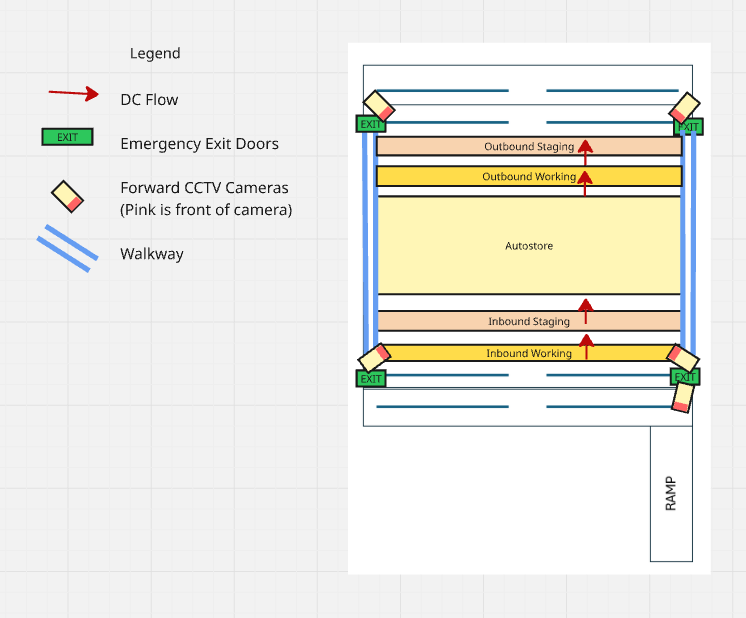 Legend
DC Flow
EXIT
Emergency Exit Doors
Forward CCTV Cameras
(Pink is front of camera)
Walkway
EXIT
EXIT
Outbound Staging
Outbound Working
Autostore
Inbound Staging
Inbound Working
EXIT
EXIT
RAMP